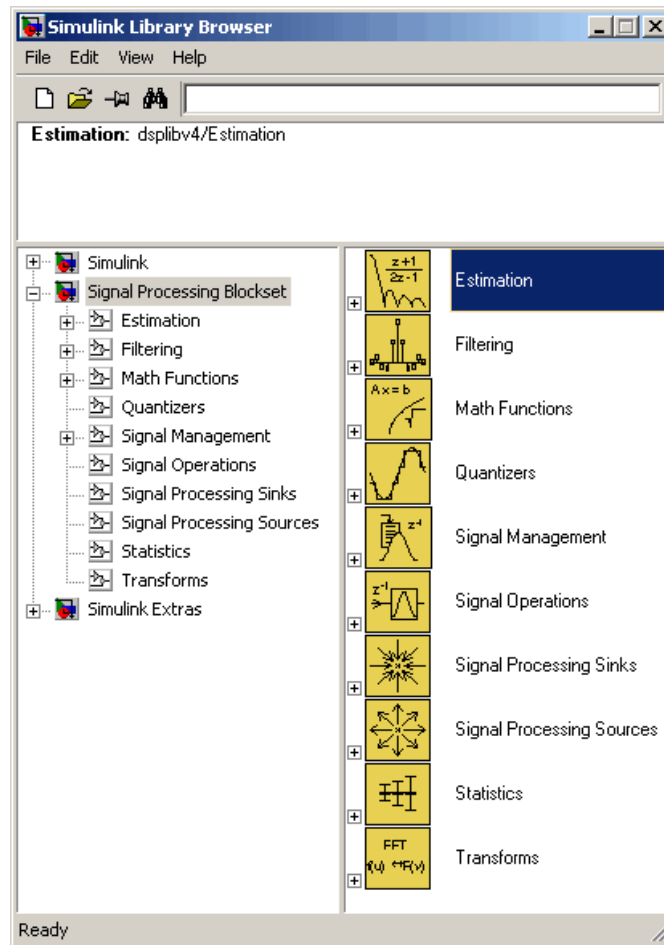 Simulink Library Browser
File Edit View Help
Estimation: dsplibv4/Estimation
Simulink
Signal Processing Blockset
Estimation
Filtering
Math Functions
Quantizers
Signal Management
Signal Operations
Signal Processing Sinks
Signal Processing Sources
Statistics
Transforms
Simulink Extras
z+1
2z-1
Estimation
Filtering
Ax=b
Math Functions
Quantizers
z-1
Signal Management
z-1
Signal Operations
Signal Processing Sinks
Signal Processing Sources
Statistics
FFT
f(u) ↔F(v)
Transforms
Ready